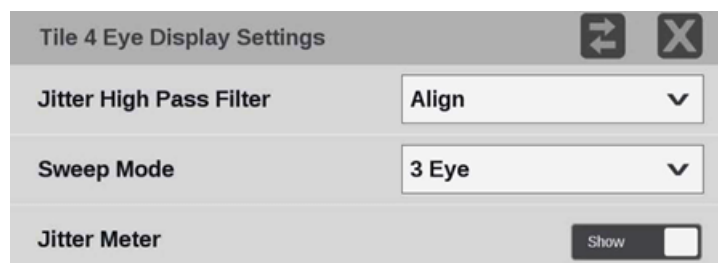 Tile 4 Eye Display Settings
Jitter High Pass Filter Align
Sweep Mode 3 Eye
Jitter Meter Show